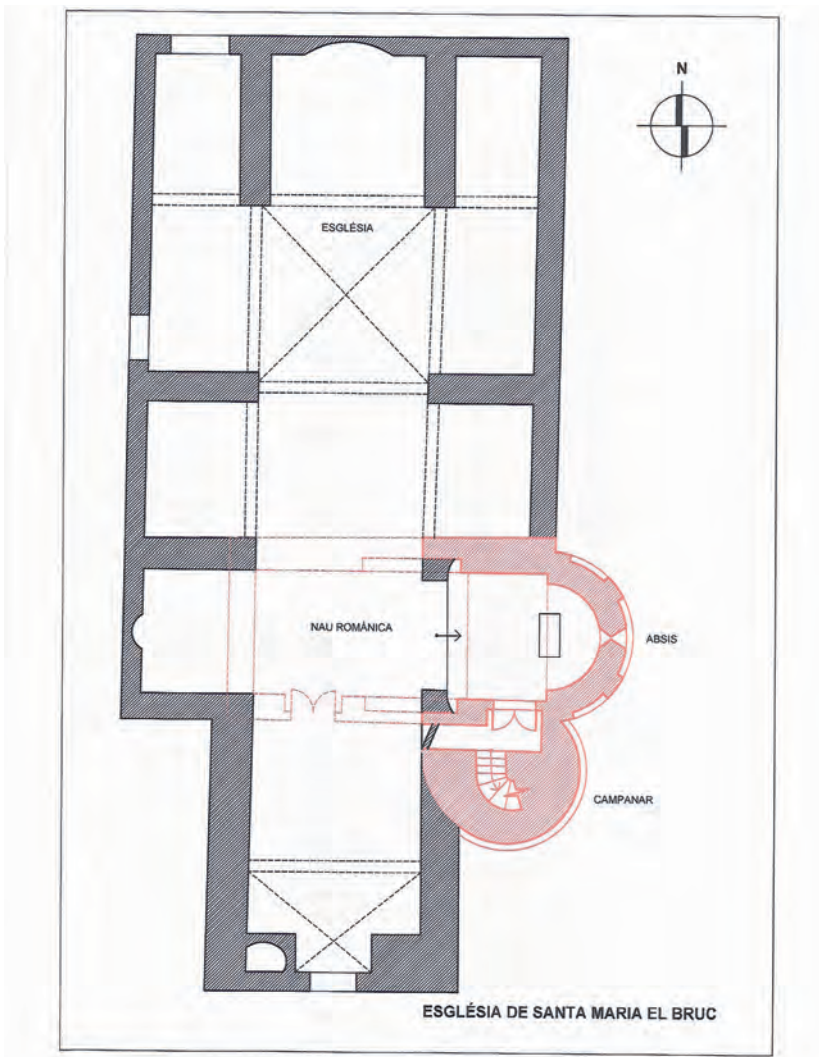 N
ESGLÉSIA
NAU ROMÀNICA
ABSIS
CAMPANAR
ESGLÉSIA DE SANTA MARIA EL BRUC